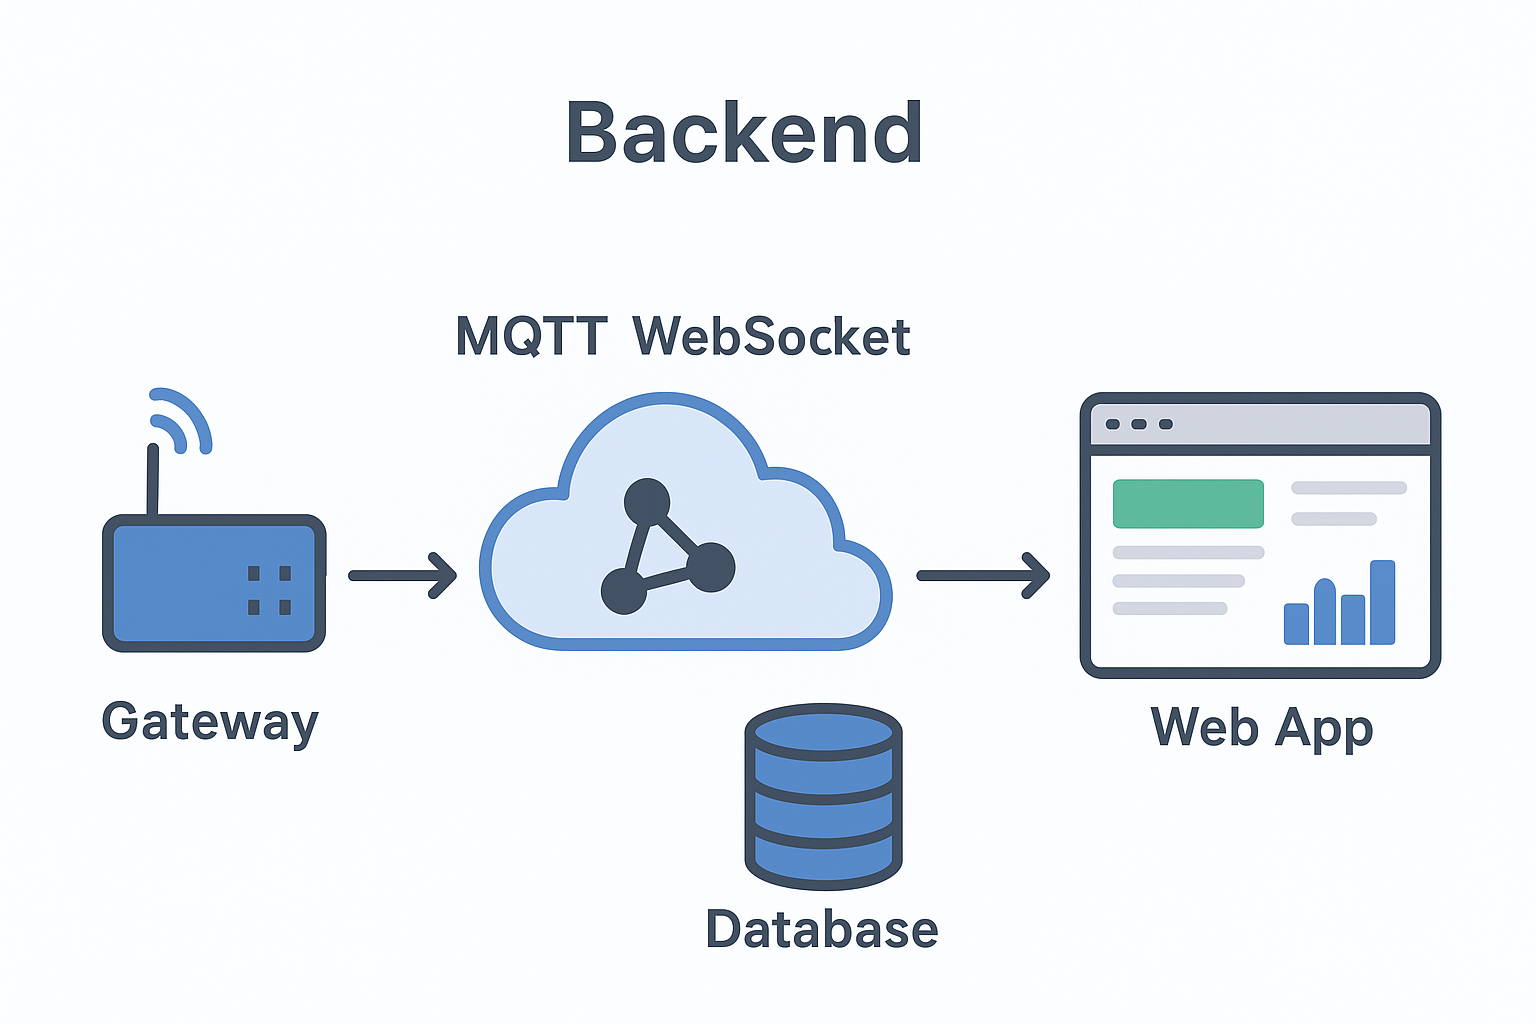 Backend
MQTT WebSocket
Gateway
Web App
Database